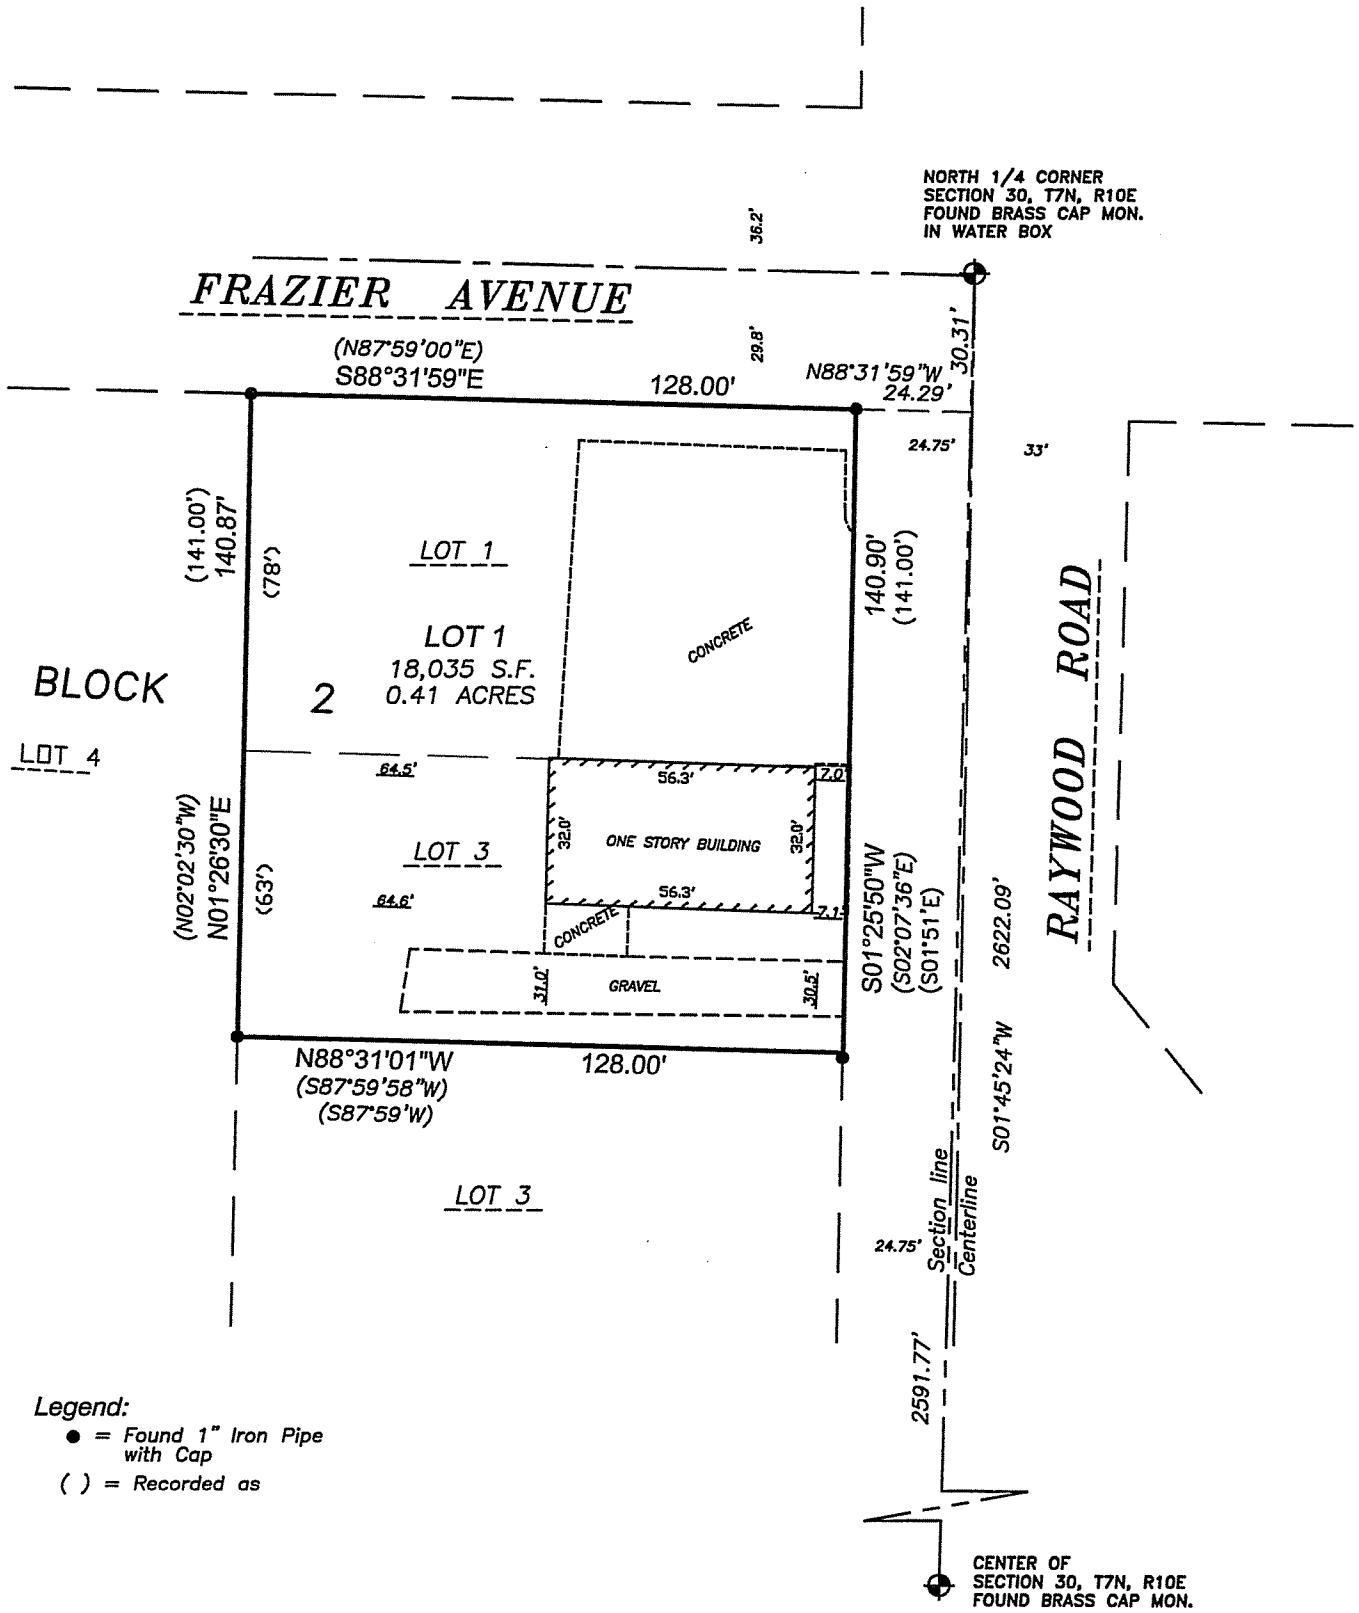 NORTH 1/4 CORNER
SECTION 30, T7N, R10E
FOUND BRASS CAP MON.
IN WATER BOX
36.2'
FRAZIER AVENUE
29.8'
30.31'
(N87°59'00"E)
S88°31'59"E
128.00'
N88°31'59"W
24.29'
24.75'
33'
(141.00')
140.87'
(78')
LOT 1
LOT 1
18,035 S.F.
0.41 ACRES
CONCRETE
140.90'
(141.00')
RAYWOOD ROAD
BLOCK
2
LOT 4
64.5'
56.3'
7.0'
(N02°02'30"W)
N01°26'30"E
(63')
LOT 3
32.0'
ONE STORY BUILDING
32.0'
64.6'
56.3'
7.1'
CONCRETE
31.0'
GRAVEL
30.5'
S01°25'50"W
(S02°07'36"E)
(S01°51'E)
2622.09'
S01°45'24"W
N88°31'01"W
128.00'
(S87°59'58"W)
(S87°59'W)
LOT 3
24.75'
Section line
Centerline
2591.77'
Legend:
● = Found 1" Iron Pipe
with Cap
( ) = Recorded as
CENTER OF
SECTION 30, T7N, R10E
FOUND BRASS CAP MON.